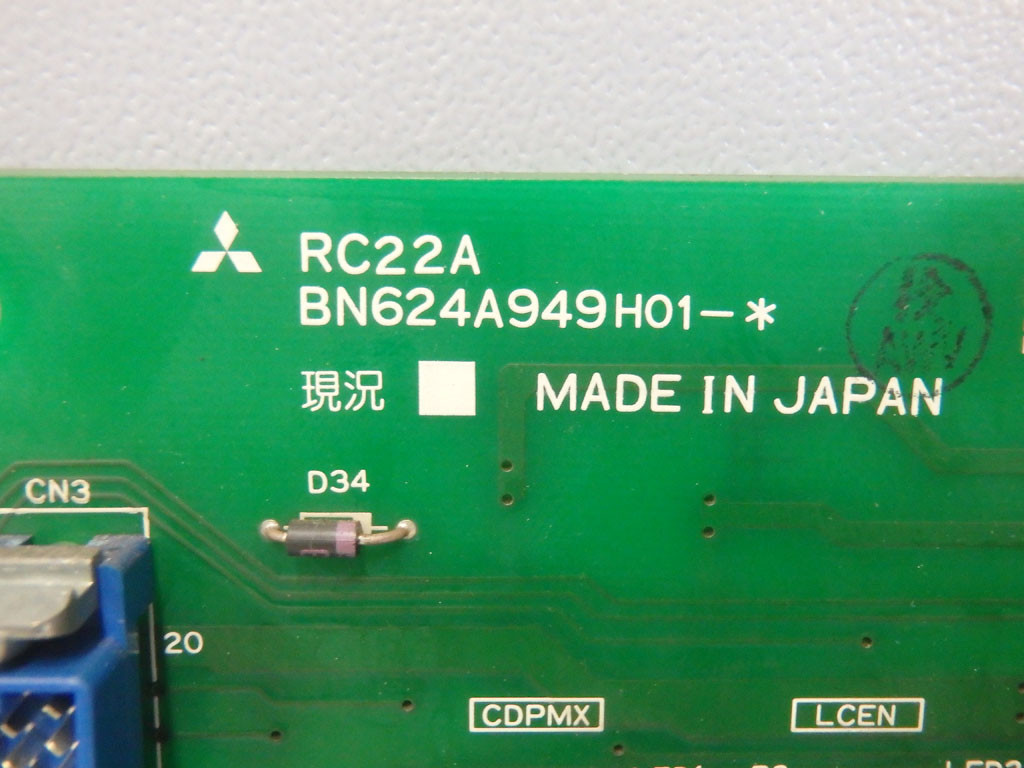 RC22A
BN624A949H01-*
現況 MADE IN JAPAN
D34
CN3
20
CDPMX
LCEN